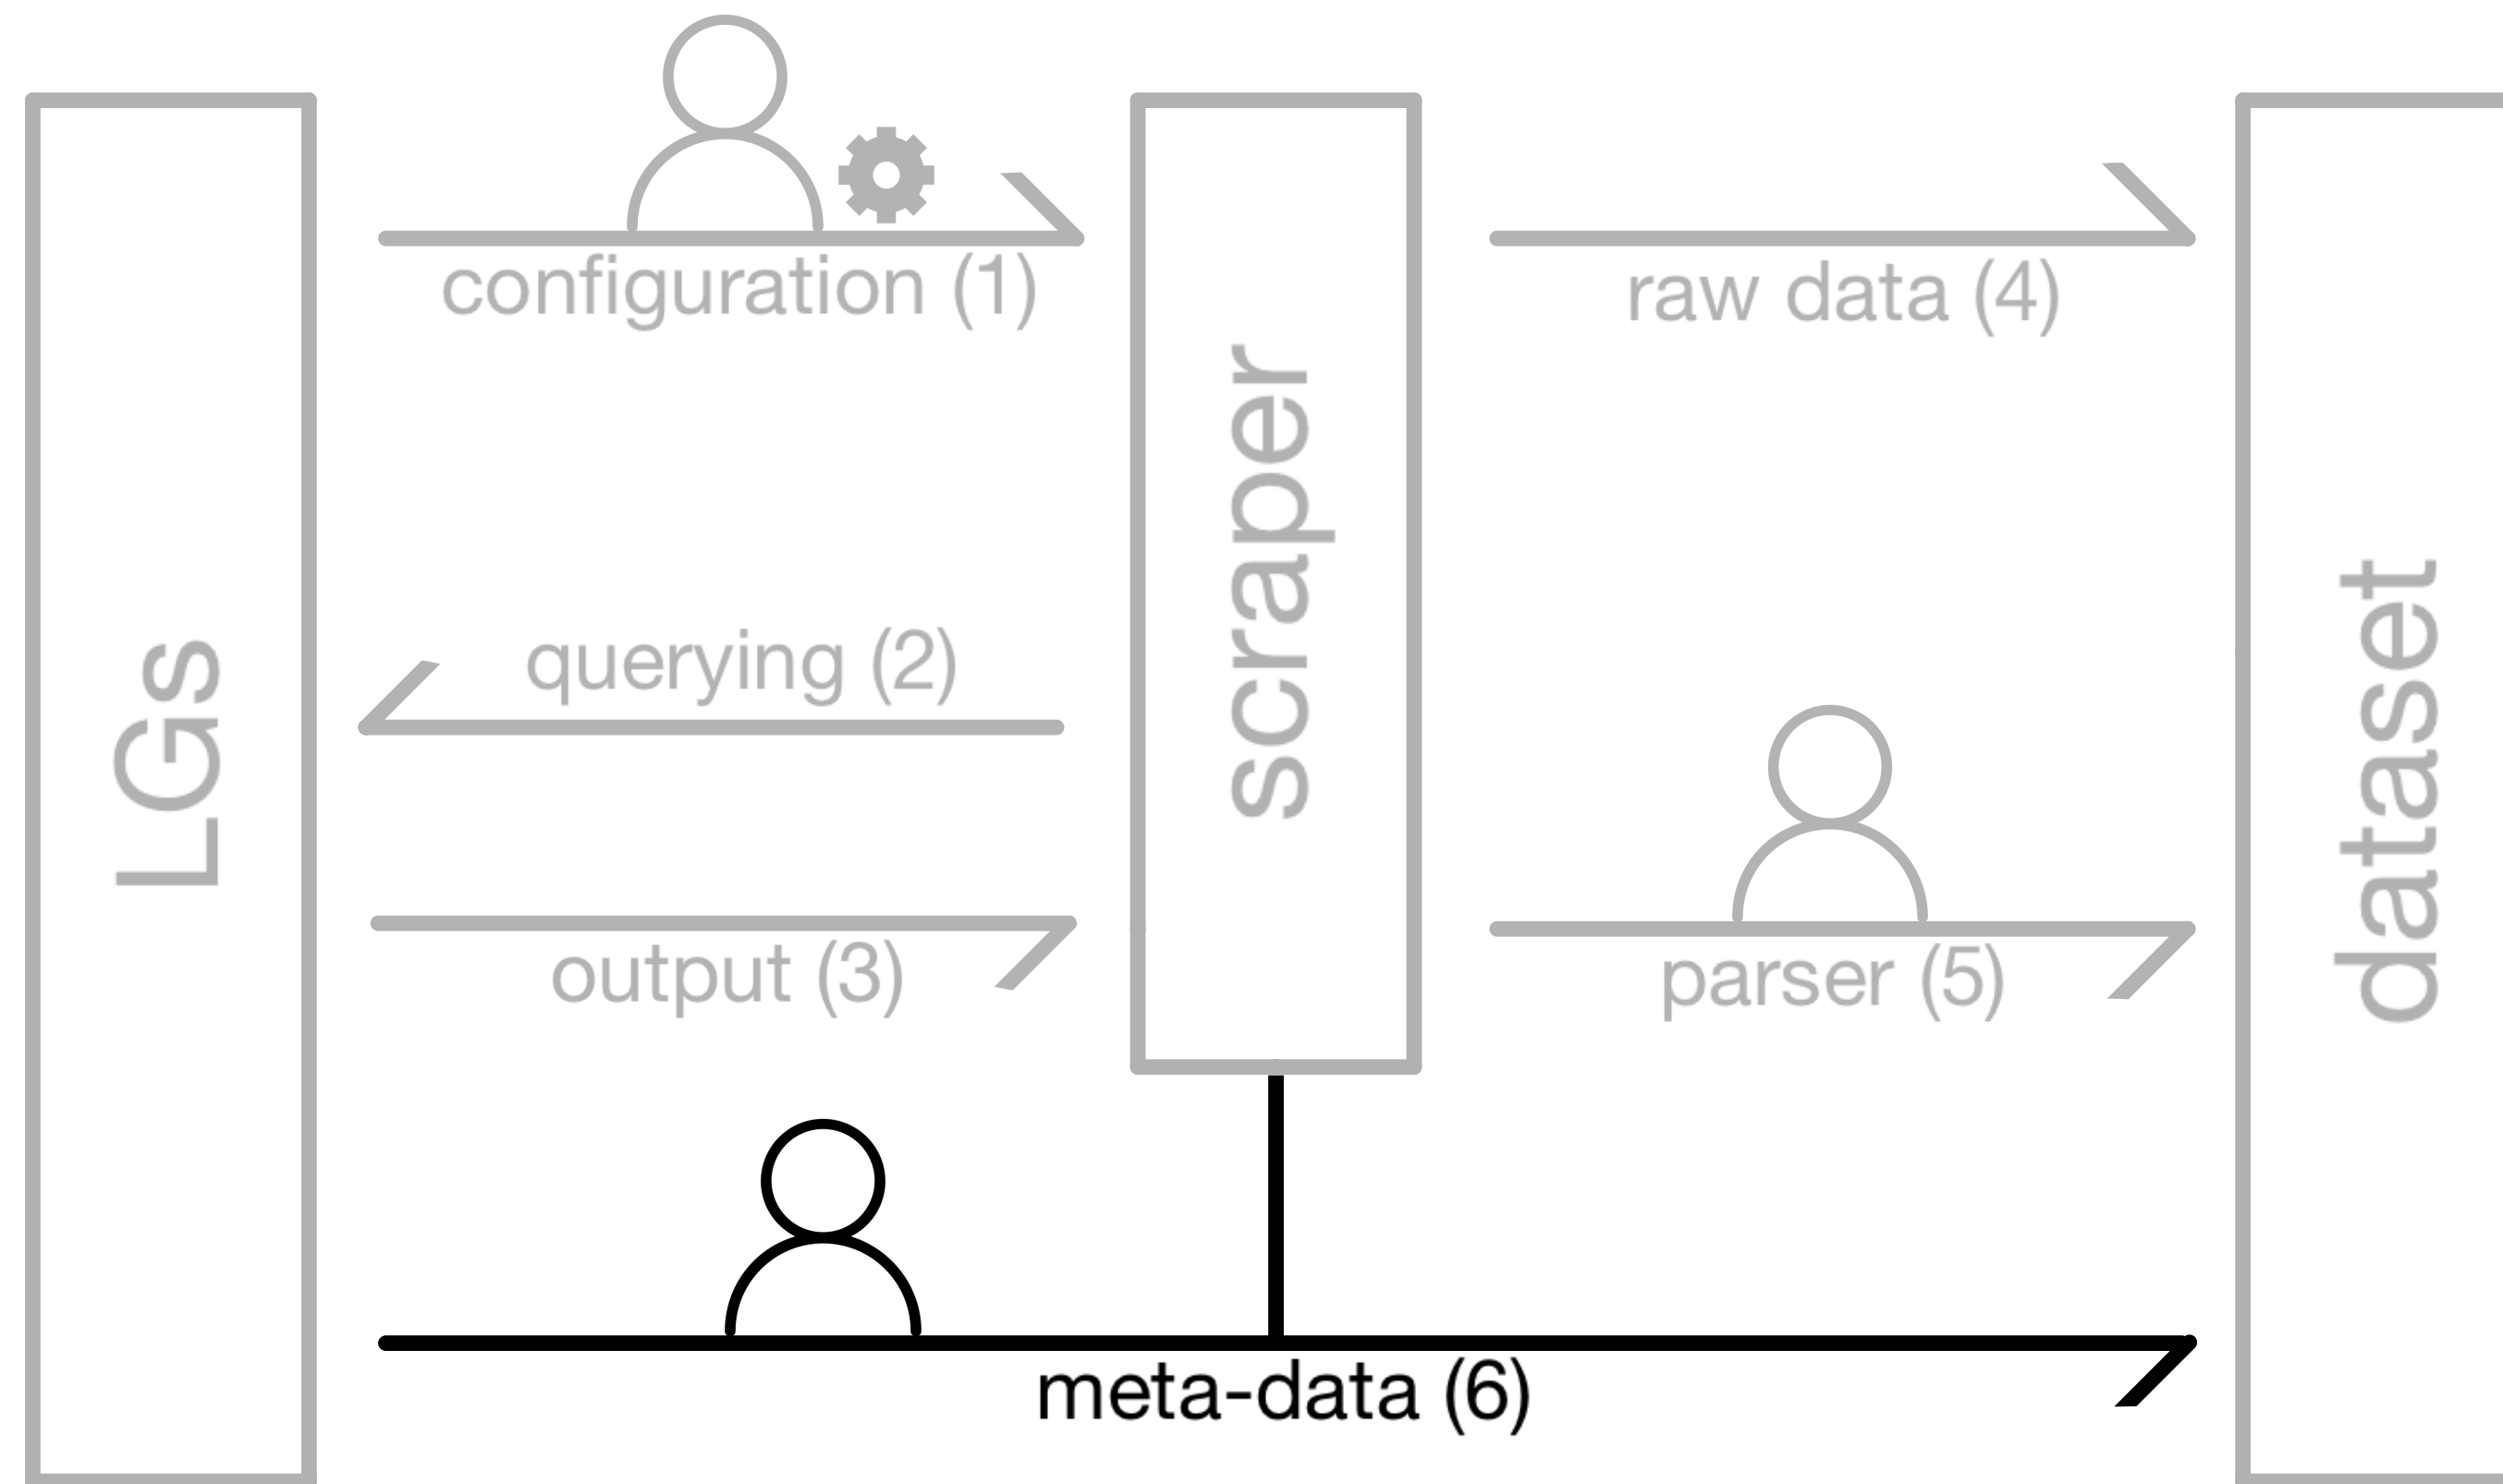 configuration (1)
raw data (4)
LGs
scraper
dataset
querying (2)
output (3)
parser (5)
meta-data (6)